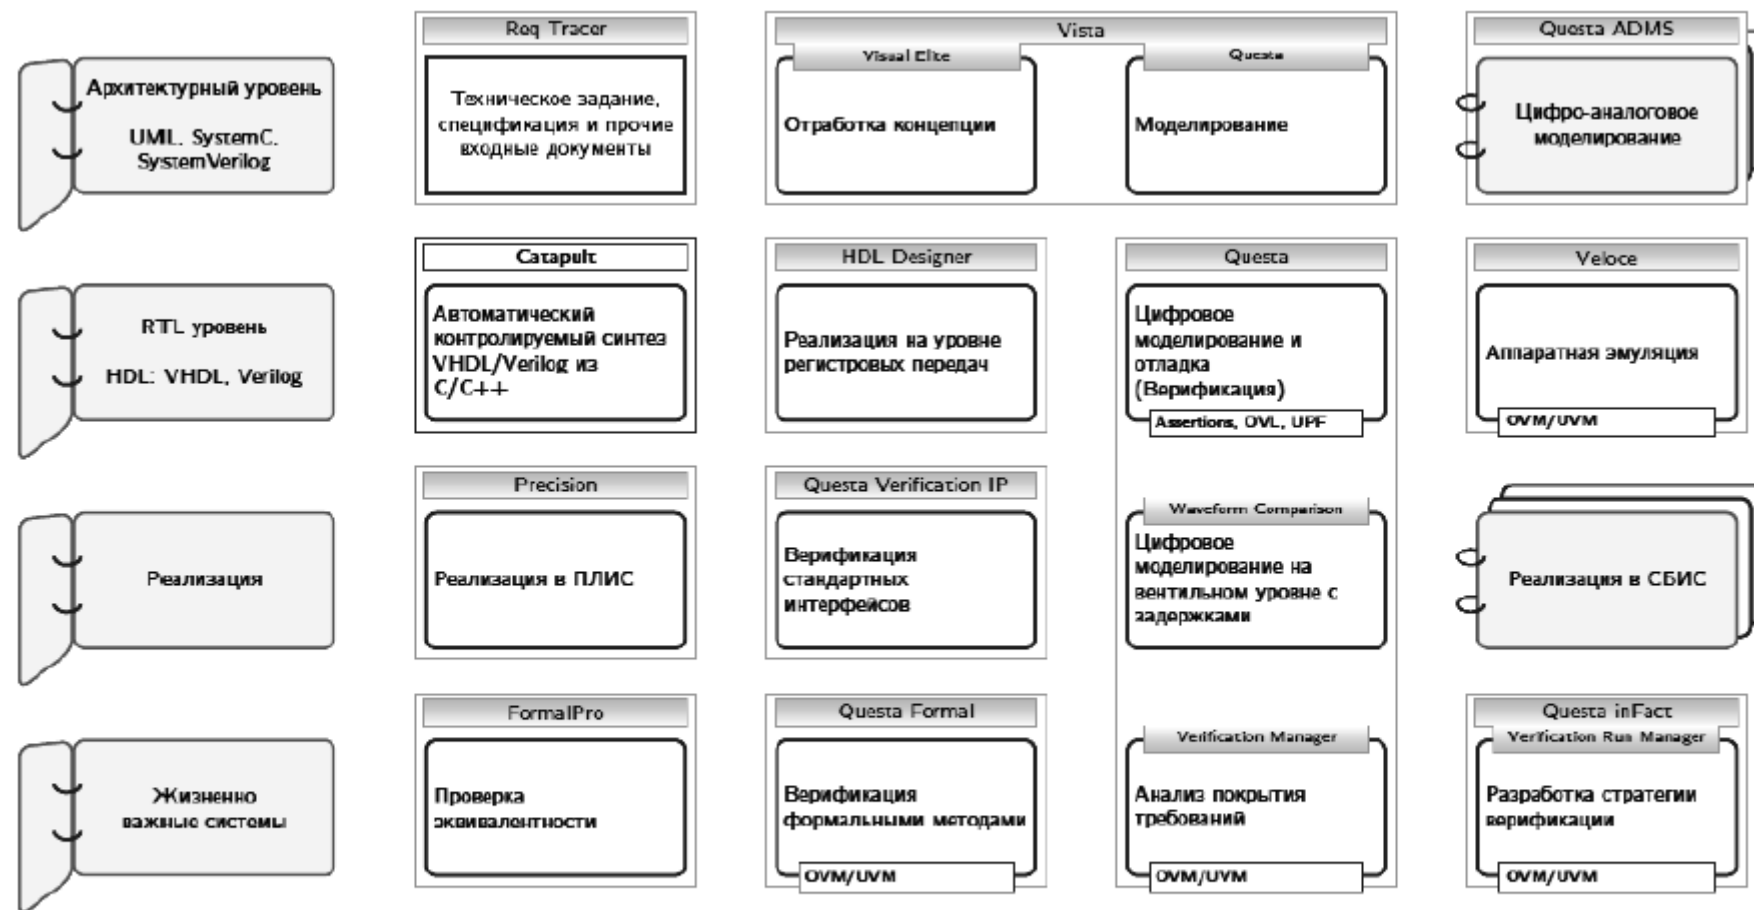 Req Tracer
Vista
Questa ADMS
Visual Elite
Questa
Архитектурный уровень
UMIL, SystemC,
SystemVerilog
Техническое задание,
спецификация и прочие
входные документы
Отработка концепции
Моделирование
Цифро-аналоговое
моделирование
Catapult
HDL Designer
Questa
Veloce
RTL уровень
HDL: VHDL, Verilog
Автоматический
контролируемый синтез
VHDL/Verilog из
C/C++
Реализация на уровне
регистровых передач
Цифровое
моделирование и
отладка
(Верификация)
Assertions, OVL, UPF
Аппаратная эмуляция
OVM/UVM
Precision
Questa Verification IP
Waveform Comparison
Реализация
Реализация в ПЛИС
Верификация
стандартных
интерфейсов
Цифровое
моделирование на
вентильном уровне с
задержками
Реализация в СБИС
FormalPro
Questa Formal
Verification Manager
Questa inFact
Verification Run Manager
Жизненно
важные системы
Проверка
эквивалентности
Верификация
формальными методами
OVM/UVM
Анализ покрытия
требований
OVM/UVM
Разработка стратегии
верификации
OVM/UVM